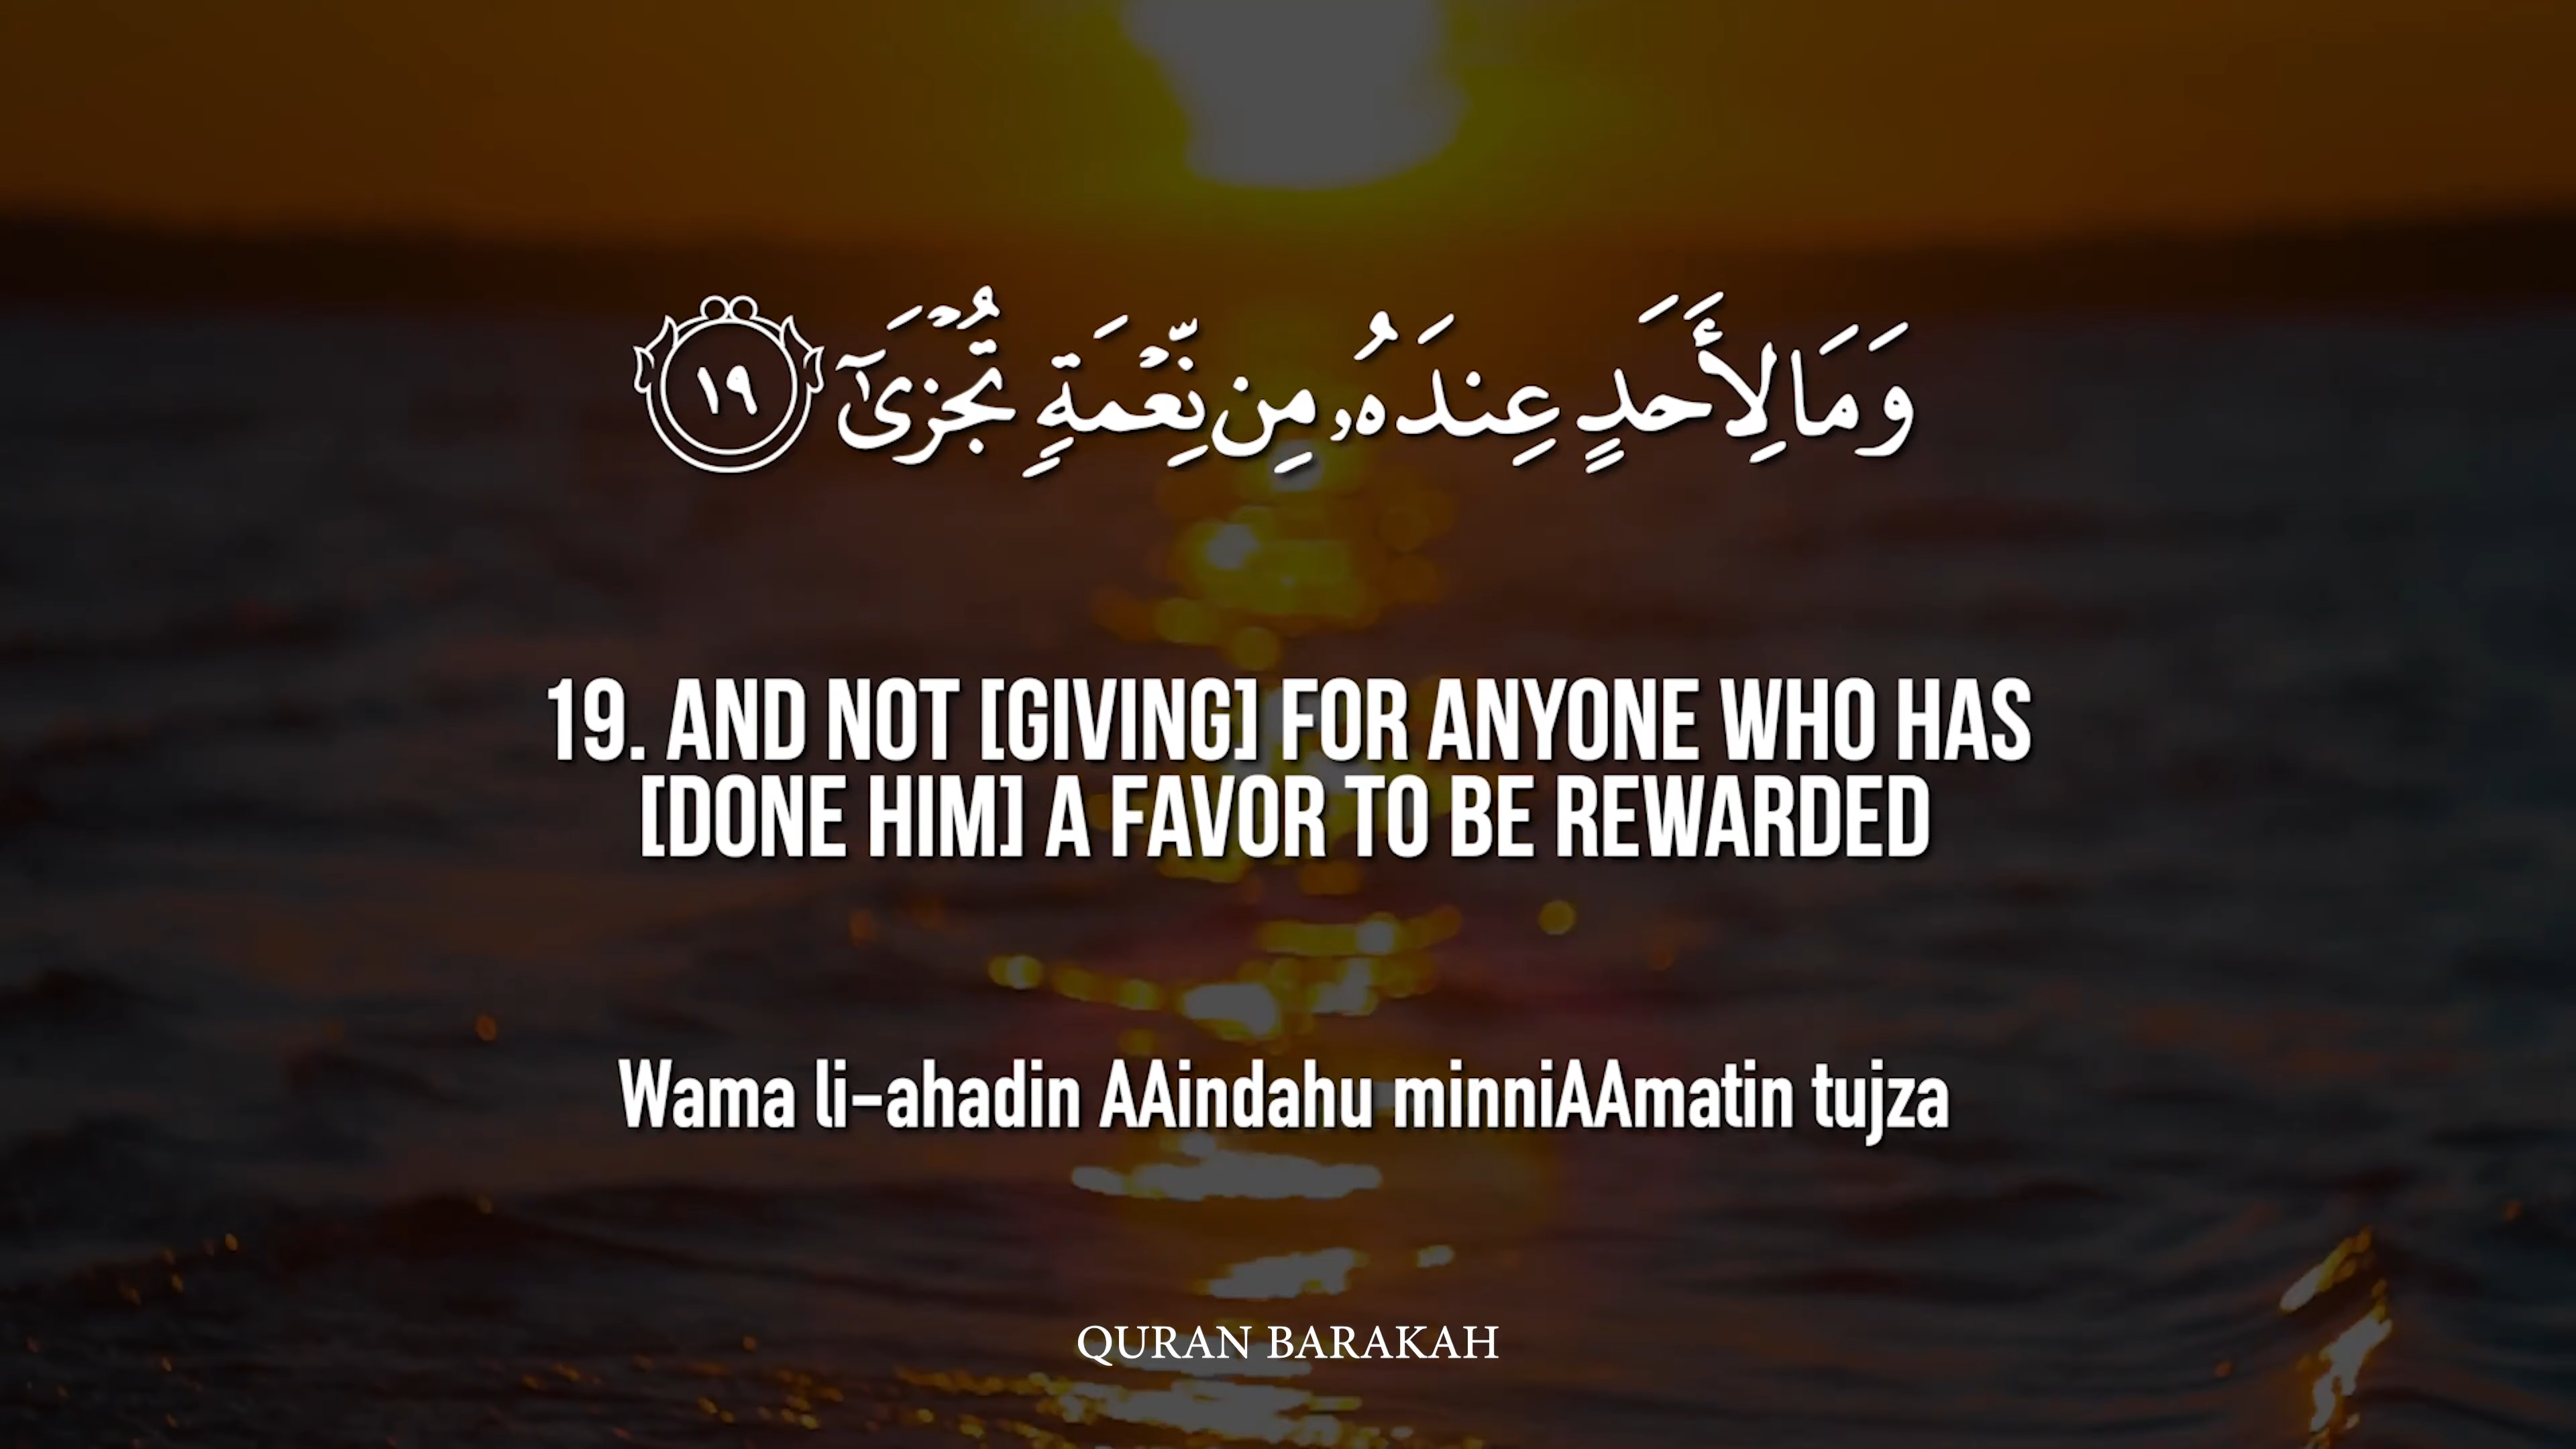 وَمَا لِأَحَدٍ عِندَهُۥ مِن نِّعْمَةٍ تُجْزَىٰٓ ١٩
19. AND NOT [GIVING] FOR ANYONE WHO HAS
[DONE HIM] A FAVOR TO BE REWARDED
Wama li-ahadin AAindahu minniAAmatin tujza
QURAN BARAKAH